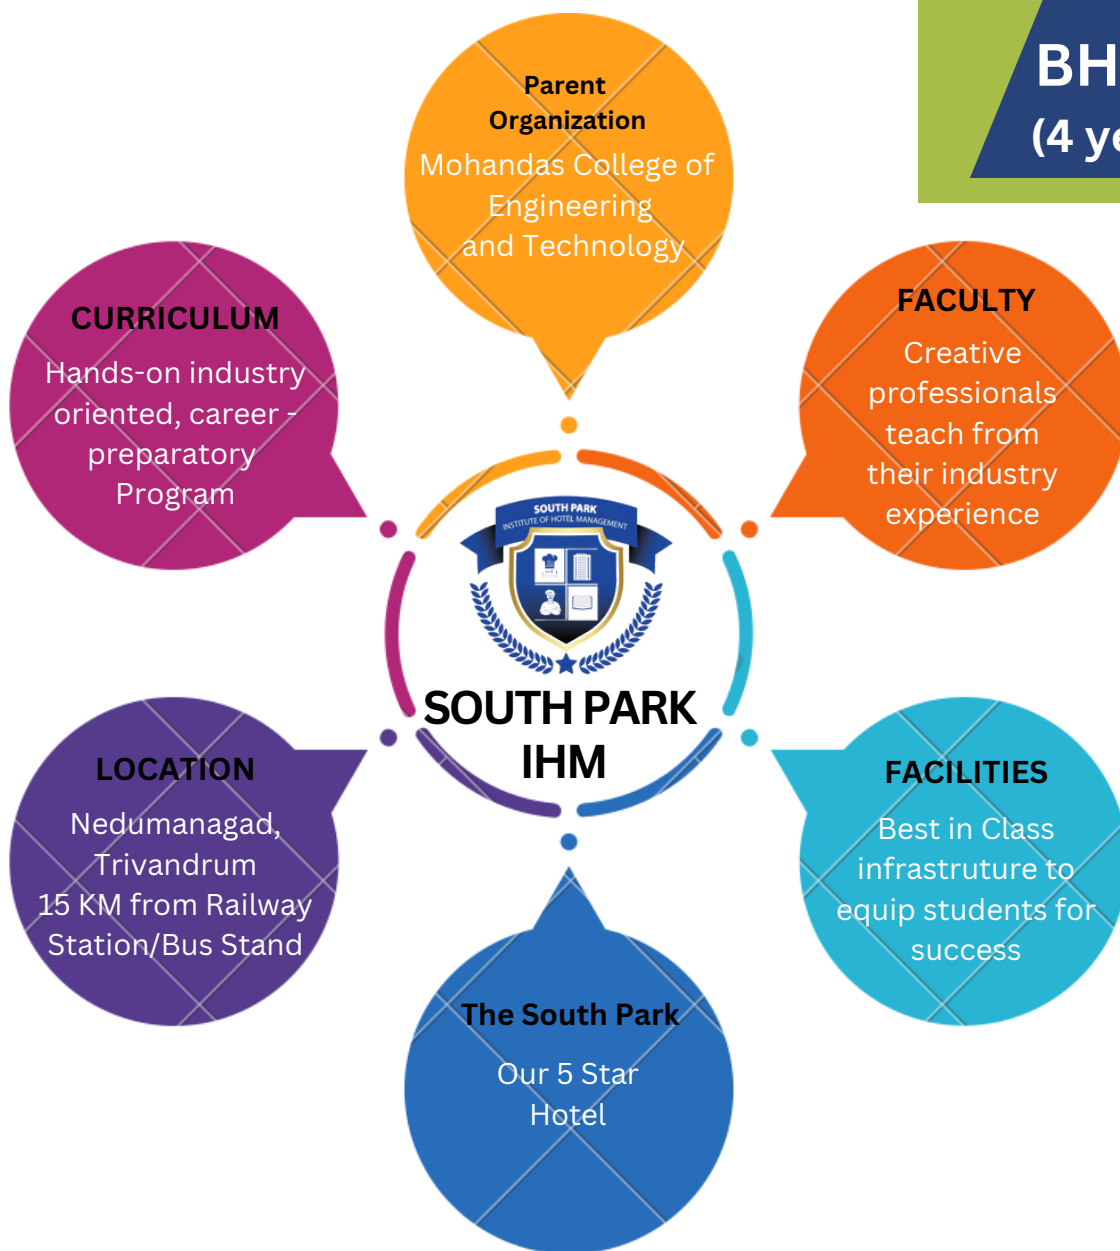 BH
(4 ye
Parent
Organization
Mohandas College of
Engineering
and Technology
CURRICULUM
Hands-on industry
oriented, career -
preparatory
Program
FACULTY
Creative
professionals
teach from
their industry
experience
SOUTH PARK
INSTITUTE OF HOTEL MANAGEMENT
SOUTH PARK
IHM
LOCATION
Nedumanagad,
Trivandrum
15 KM from Railway
Station/Bus Stand
FACILITIES
Best in Class
infrastruture to
equip students for
success
The South Park
Our 5 Star
Hotel